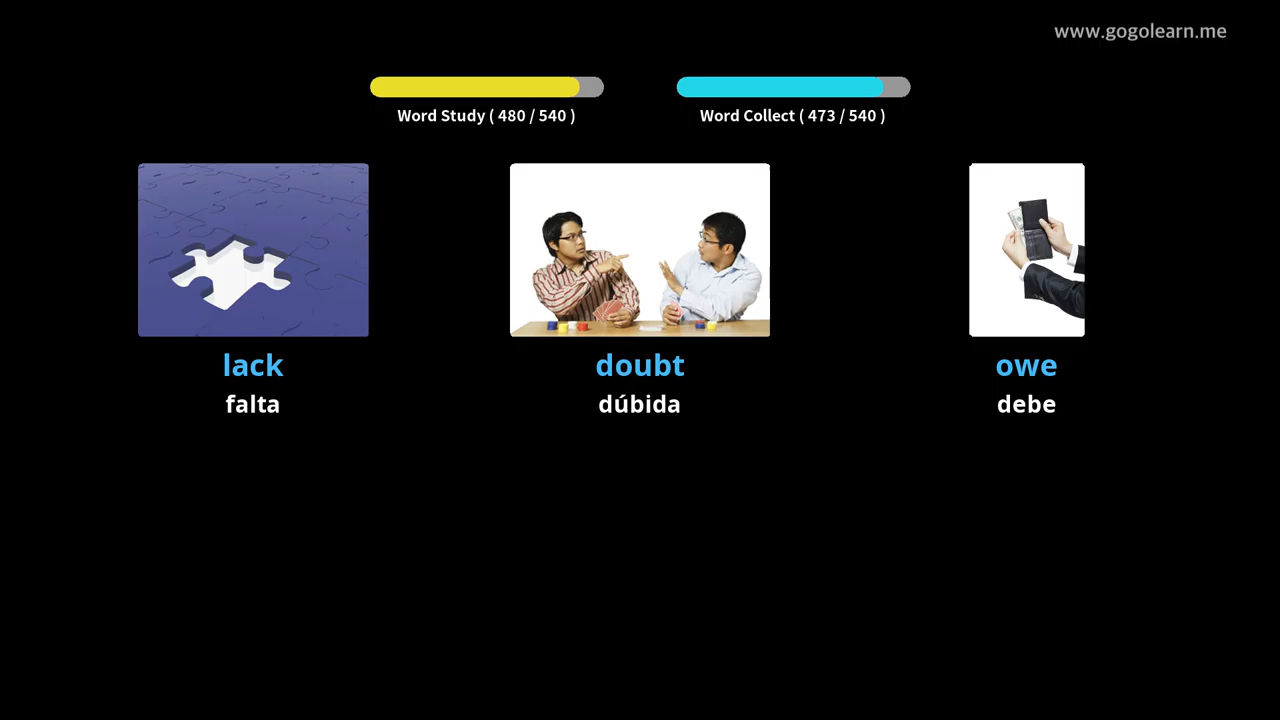 www.gogolearn.me
Word Study ( 480 / 540 )
Word Collect ( 473 / 540 )
lack
doubt
owe
falta
dúbida
debe